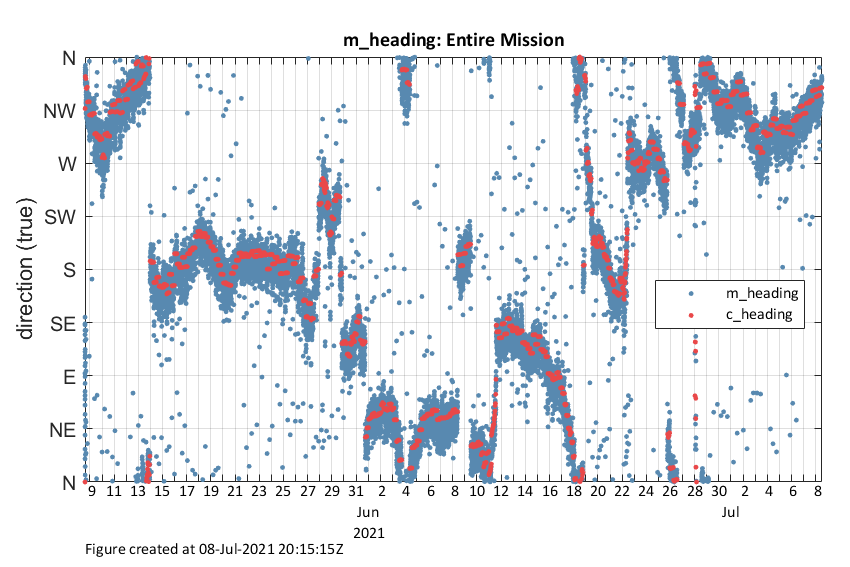 m_heading: Entire Mission
direction (true)
N
NW
W
SW
S
SE
E
NE
N
m_heading
c_heading
9 11 13 15 17 19 21 23 25 27 29 31 2 4 6 8 10 12 14 16 18 20 22 24 26 28 30 2 4 6 8
Jun Jul
2021
Figure created at 08-Jul-2021 20:15:15Z